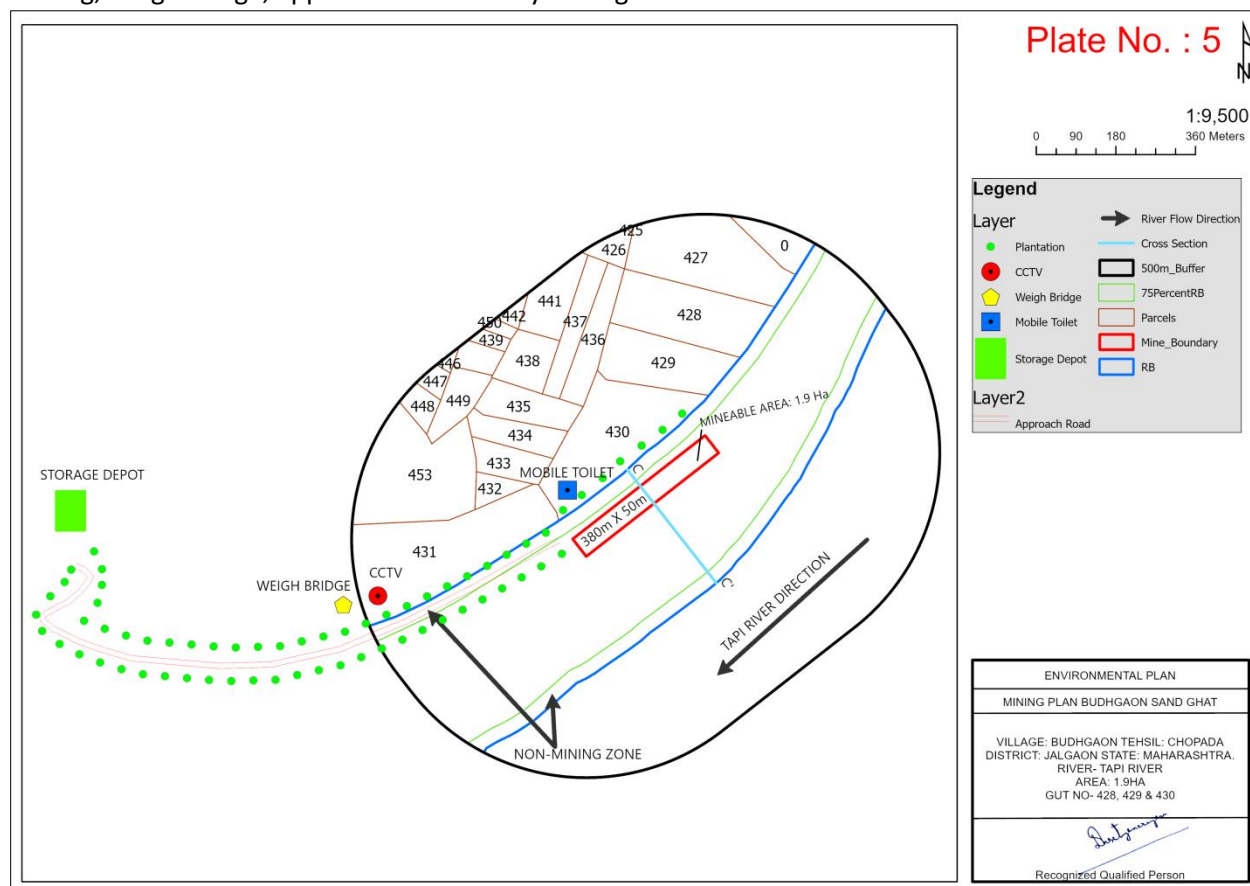 Plate No. : 5
N
1:9,500
0 90 180 360 Meters
Legend
Layer
Plantation
CCTV
Weigh Bridge
Mobile Toilet
Storage Depot
Layer2
Approach Road
River Flow Direction
Cross Section
500m_Buffer
75PercentRB
Parcels
Mine_Boundary
RB
425
426
427
0
441
437
428
450
442
439
436
446
438
429
447
449
448
435
430
434
MINEABLE AREA: 1.9 Ha
453
433
432
MOBILE TOILET
C
380m X 50m
STORAGE DEPOT
431
C'
CCTV
WEIGH BRIDGE
TAPI RIVER DIRECTION
NON-MINING ZONE
ENVIRONMENTAL PLAN
MINING PLAN BUDHGAON SAND GHAT
VILLAGE: BUDHGAON TEHSIL: CHOPADA
DISTRICT: JALGAON STATE: MAHARASHTRA.
RIVER- TAPI RIVER
AREA: 1.9HA
GUT NO- 428, 429 & 430
Recognized Qualified Person